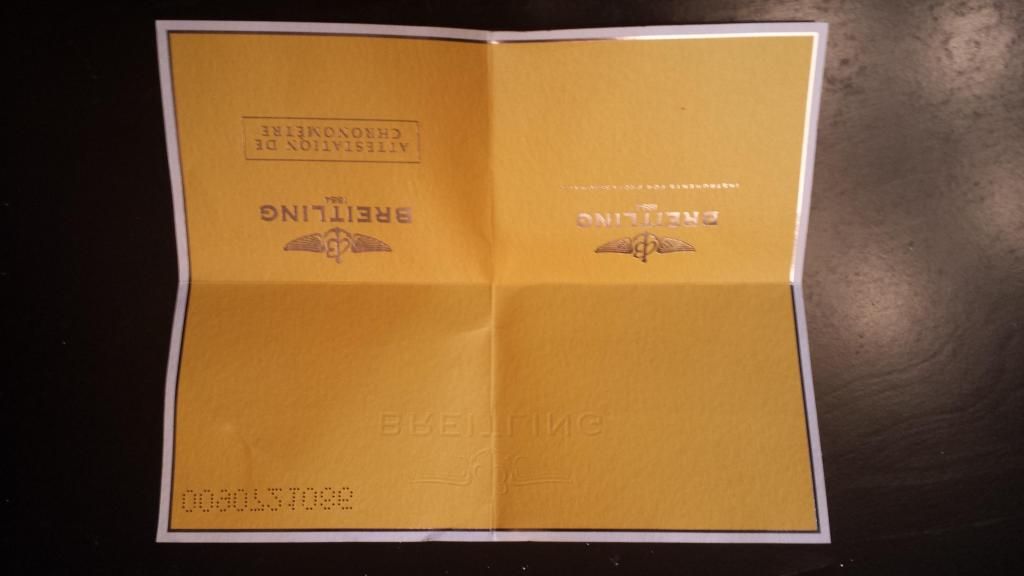 BREITLING
BREITLING
1884
INSTRUMENTS FOR PROFESSIONALS
BREITLING
1884
ATTESTATION DE
CHRONOMÈTRE